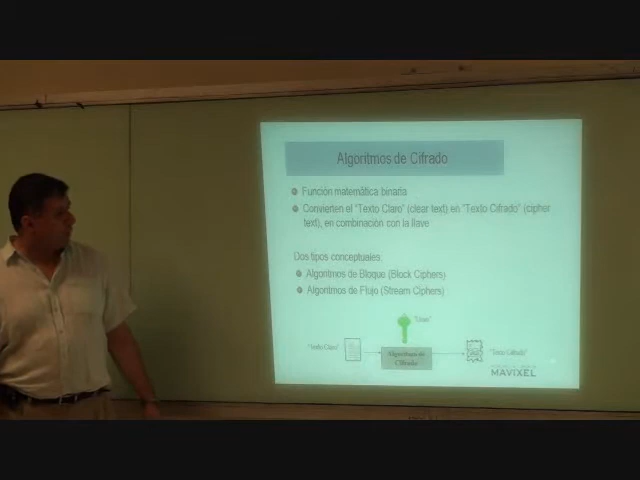 Algoritmos de Cifrado
Función matemática binaria
Convierten el "Texto Claro" (clear text) en "Texto Cifrado" (cipher
text), en combinación con la llave
Dos tipos conceptuales:
Algoritmos de Bloque (Block Ciphers)
Algoritmos de Flujo (Stream Ciphers)
"Llave"
"Texto Claro"
Algoritmo de
Cifrado
"Texto Cifrado"
MAVIXEL